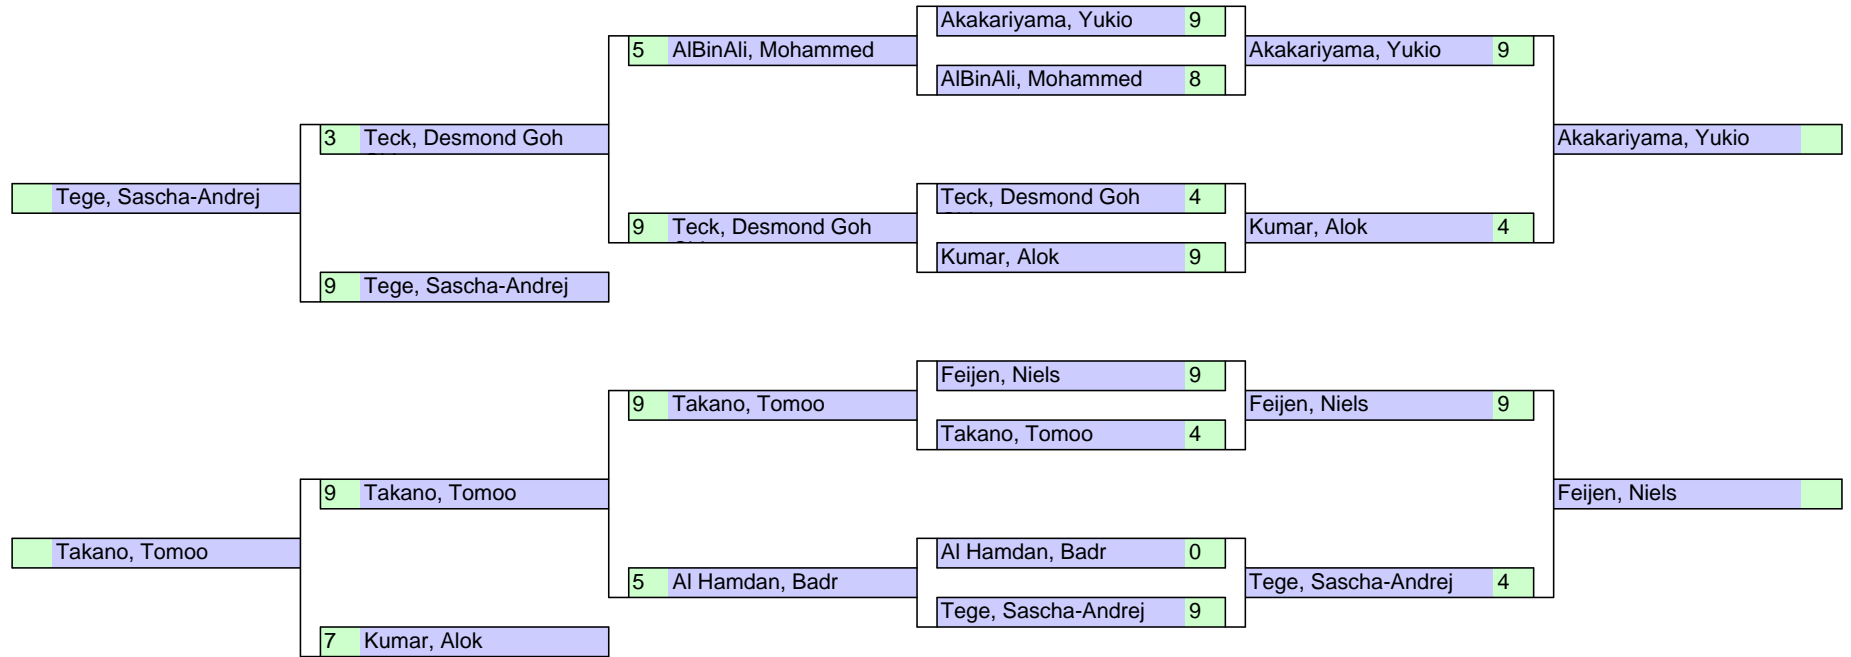 Akakariyama, Yukio 9
5 AlBinAli, Mohammed
Akakariyama, Yukio 9
AlBinAli, Mohammed 8
3 Teck, Desmond Goh
Akakariyama, Yukio
Tege, Sascha-Andrej
Teck, Desmond Goh 4
9 Teck, Desmond Goh
Kumar, Alok 4
Kumar, Alok 9
9 Tege, Sascha-Andrej
Feijen, Niels 9
9 Takano, Tomoo
Feijen, Niels 9
Takano, Tomoo 4
9 Takano, Tomoo
Feijen, Niels
Takano, Tomoo
Al Hamdan, Badr 0
5 Al Hamdan, Badr
Tege, Sascha-Andrej 4
Tege, Sascha-Andrej 9
7 Kumar, Alok